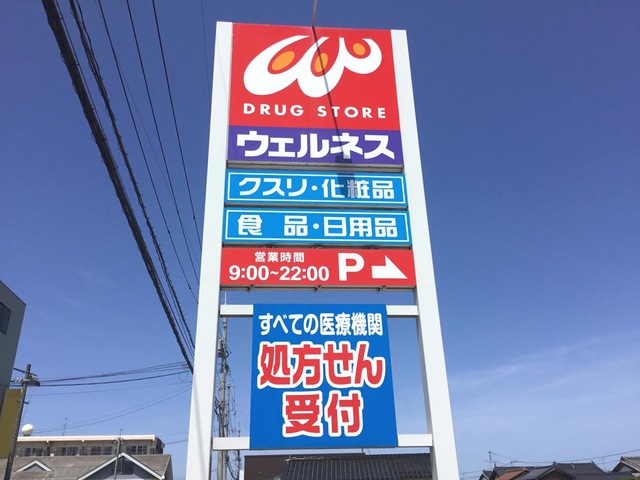 DRUG STORE
ウェルネス
クスリ・化粧品
食品・日用品
営業時間
9:00~22:00 P
すべての医療機関
処方せん
受付